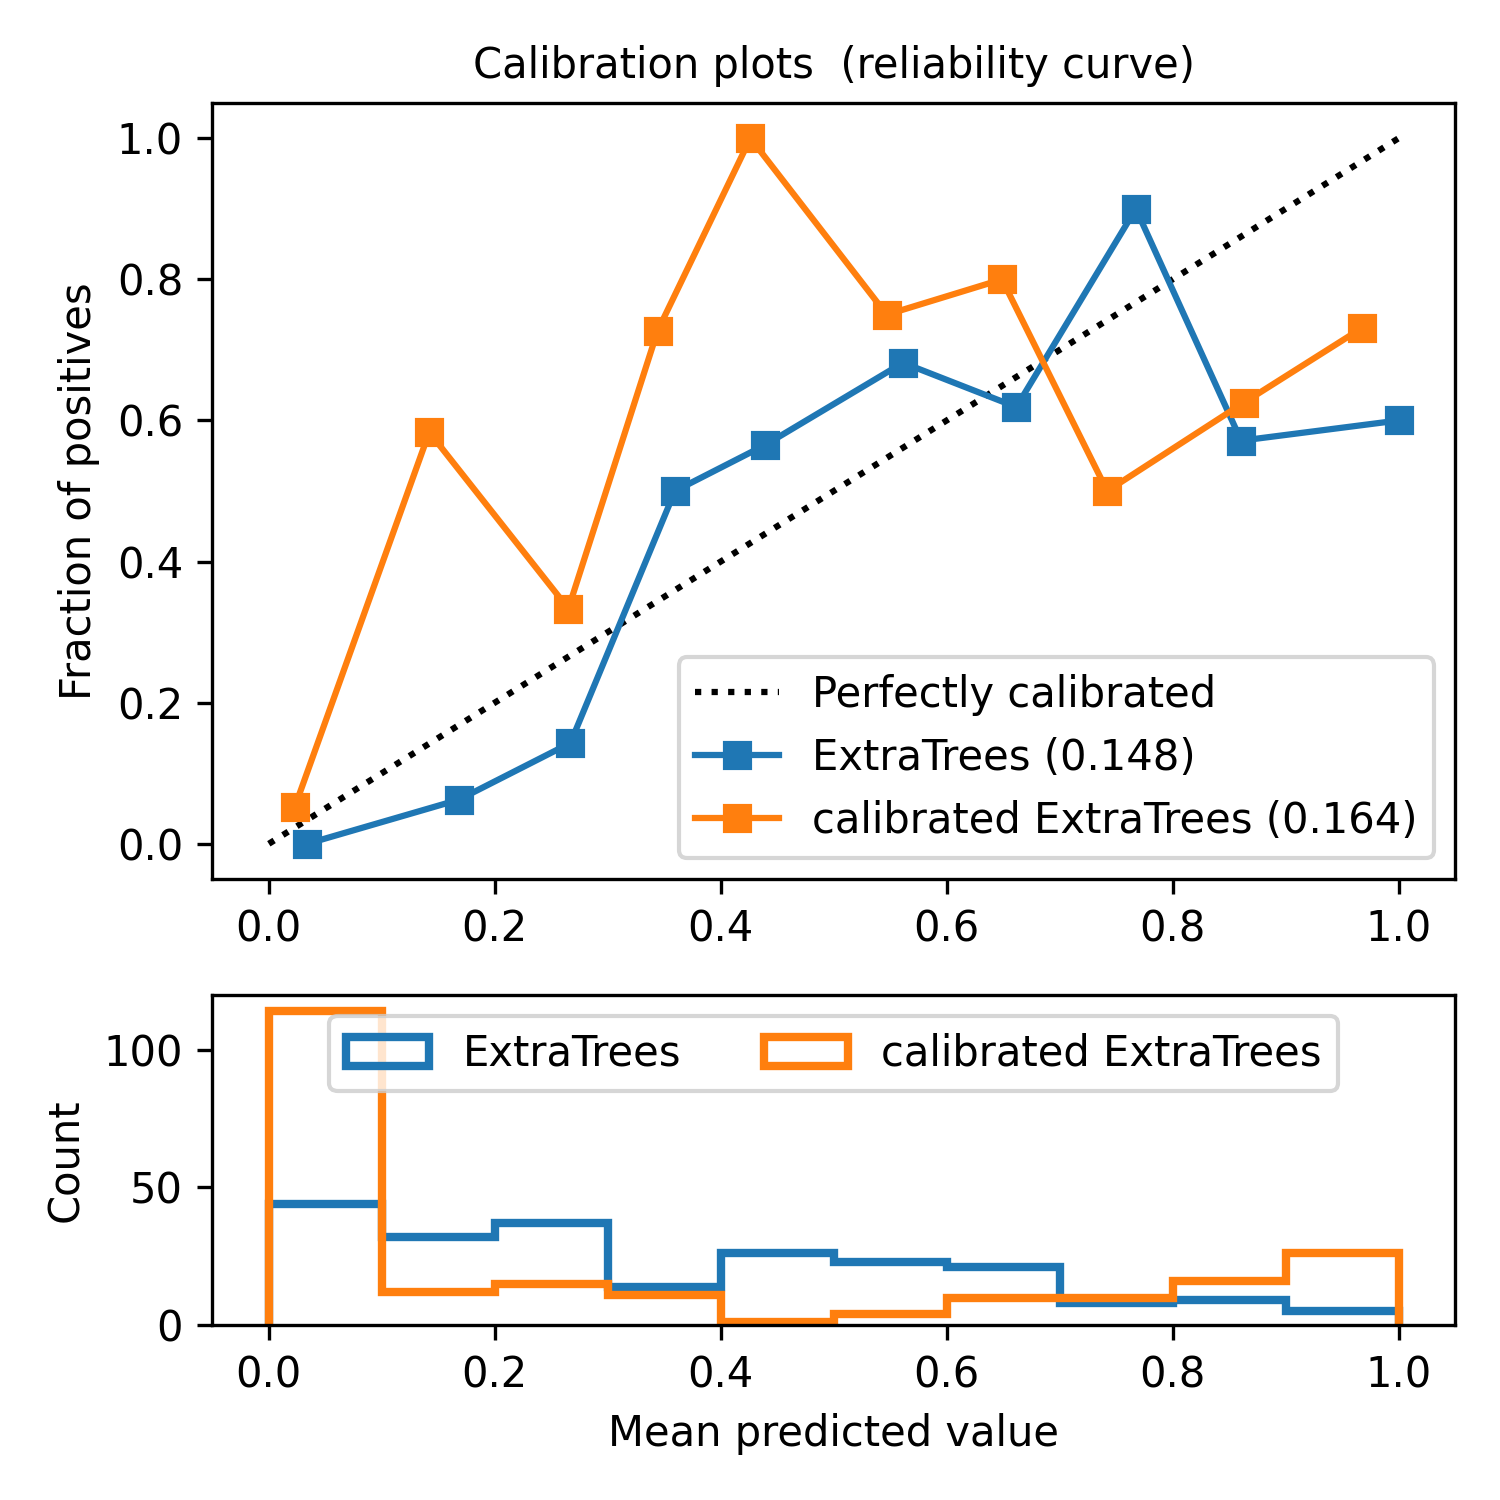 Calibration plots  (reliability curve)
1.0
0.8
0.6
0.4
0.2
0.0
Fraction of positives
Perfectly calibrated
ExtraTrees (0.148)
calibrated ExtraTrees (0.164)
0.0 0.2 0.4 0.6 0.8 1.0
ExtraTrees calibrated ExtraTrees
100
50
0
Count
0.0 0.2 0.4 0.6 0.8 1.0
Mean predicted value